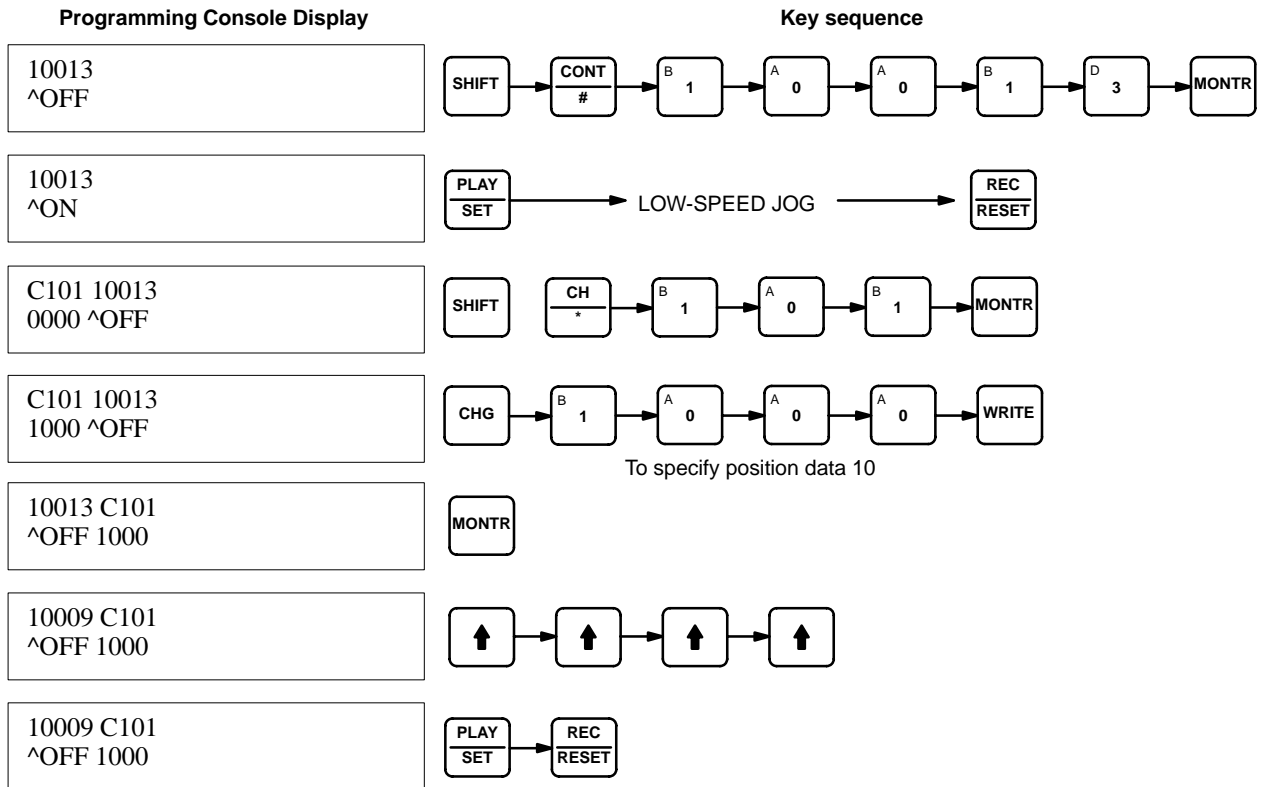 Programming Console Display
Key sequence
10013
^OFF
SHIFT CONT # B 1 A 0 A 0 B 1 D 3 MONTR
10013
^ON
PLAY SET LOW-SPEED JOG REC RESET
C101 10013
0000 ^OFF
SHIFT CH * B 1 A 0 B 1 MONTR
C101 10013
1000 ^OFF
CHG B 1 A 0 A 0 A 0 WRITE
To specify position data 10
10013 C101
^OFF 1000
MONTR
10009 C101
^OFF 1000
10009 C101
^OFF 1000
PLAY SET REC RESET